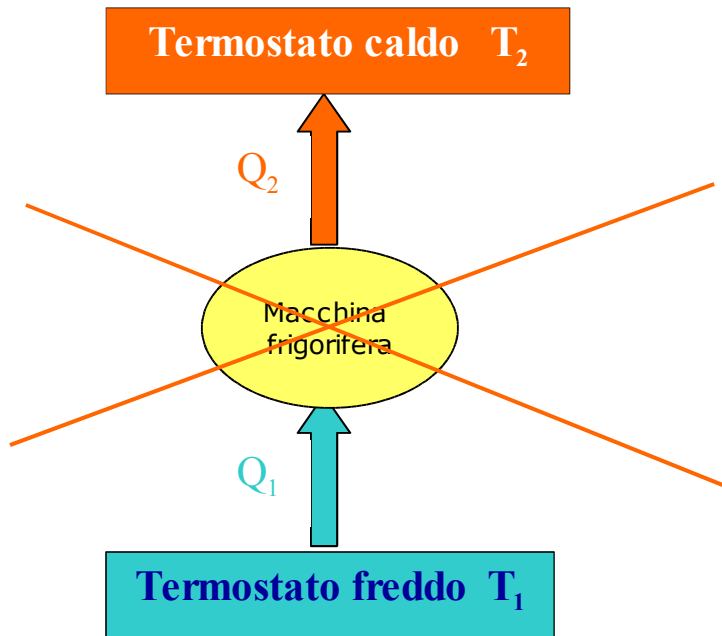 Termostato caldo T₂
Q₂
Macchina
frigorifera
Q₁
Termostato freddo T₁